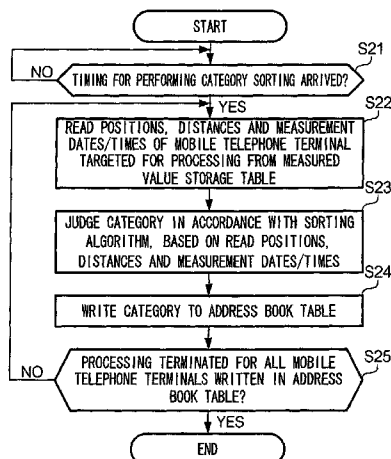 START
S21
NO
TIMING FOR PERFORMING CATEGORY SORTING ARRIVED?
YES
S22
READ POSITIONS, DISTANCES AND MEASUREMENT
DATES/TIMES OF MOBILE TELEPHONE TERMINAL
TARGETED FOR PROCESSING FROM MEASURED
VALUE STORAGE TABLE
S23
JUDGE CATEGORY IN ACCORDANCE WITH SORTING
ALGORITHM, BASED ON READ POSITIONS,
DISTANCES AND MEASUREMENT DATES/TIMES
S24
WRITE CATEGORY TO ADDRESS BOOK TABLE
S25
NO
PROCESSING TERMINATED FOR ALL MOBILE
TELEPHONE TERMINALS WRITTEN IN ADDRESS
BOOK TABLE?
YES
END